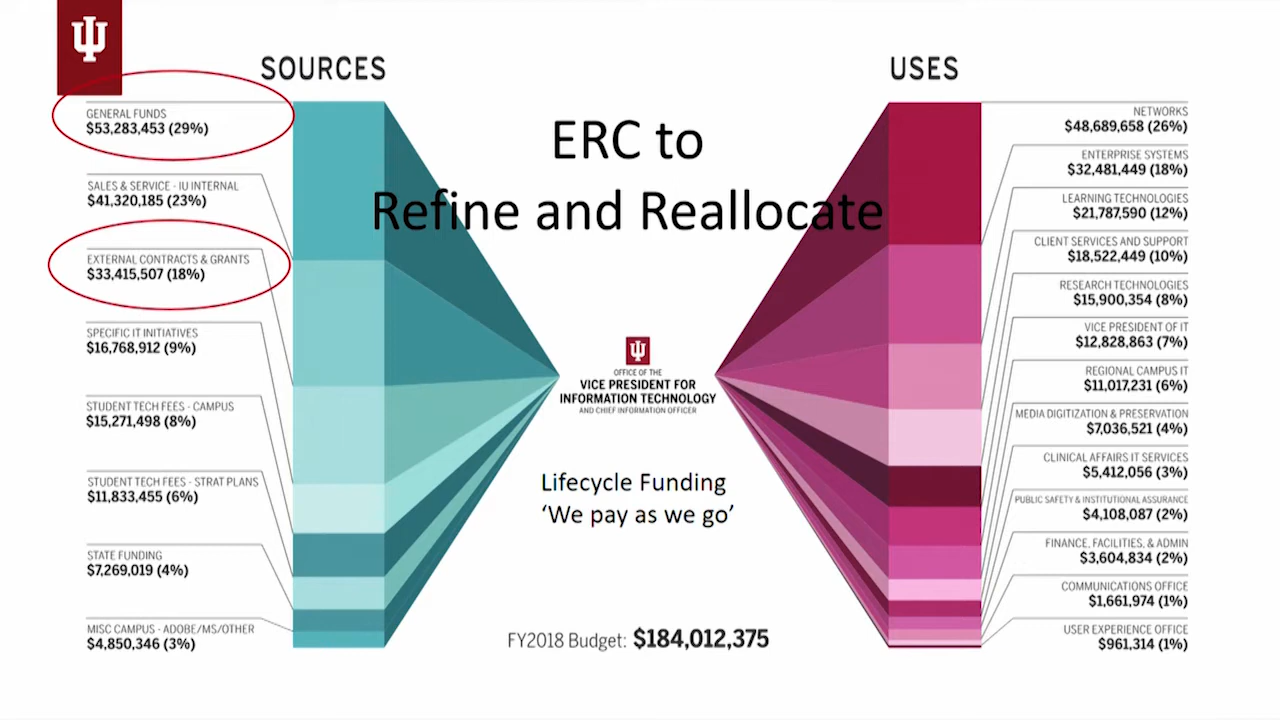 SOURCES
USES
GENERAL FUNDS
$53,283,453 (29%)
SALES & SERVICE - IU INTERNAL
$41,320,185 (23%)
EXTERNAL CONTRACTS & GRANTS
$33,415,507 (18%)
SPECIFIC IT INITIATIVES
$16,768,912 (9%)
STUDENT TECH FEES - CAMPUS
$15,271,498 (8%)
STUDENT TECH FEES - STRAT PLANS
$11,833,455 (6%)
STATE FUNDING
$7,269,019 (4%)
MISC CAMPUS - ADOBE/MS/OTHER
$4,850,346 (3%)
ERC to
Refine and Reallocate
OFFICE OF THE
VICE PRESIDENT FOR
INFORMATION TECHNOLOGY
AND CHIEF INFORMATION OFFICER
Lifecycle Funding
‘We pay as we go’
FY2018 Budget: $184,012,375
NETWORKS
$48,689,658 (26%)
ENTERPRISE SYSTEMS
$32,481,449 (18%)
LEARNING TECHNOLOGIES
$21,787,590 (12%)
CLIENT SERVICES AND SUPPORT
$18,522,449 (10%)
RESEARCH TECHNOLOGIES
$15,900,354 (8%)
VICE PRESIDENT OF IT
$12,828,863 (7%)
REGIONAL CAMPUS IT
$11,017,231 (6%)
MEDIA DIGITIZATION & PRESERVATION
$7,036,521 (4%)
CLINICAL AFFAIRS IT SERVICES
$5,412,056 (3%)
PUBLIC SAFETY & INSTITUTIONAL ASSURANCE
$4,108,087 (2%)
FINANCE, FACILITIES, & ADMIN
$3,604,834 (2%)
COMMUNICATIONS OFFICE
$1,661,974 (1%)
USER EXPERIENCE OFFICE
$961,314 (1%)